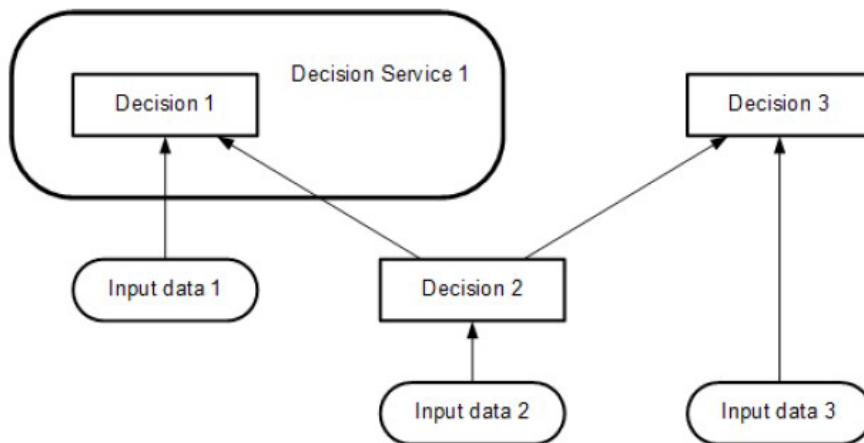 Decision Service 1
Decision 1
Decision 3
Input data 1
Decision 2
Input data 2
Input data 3